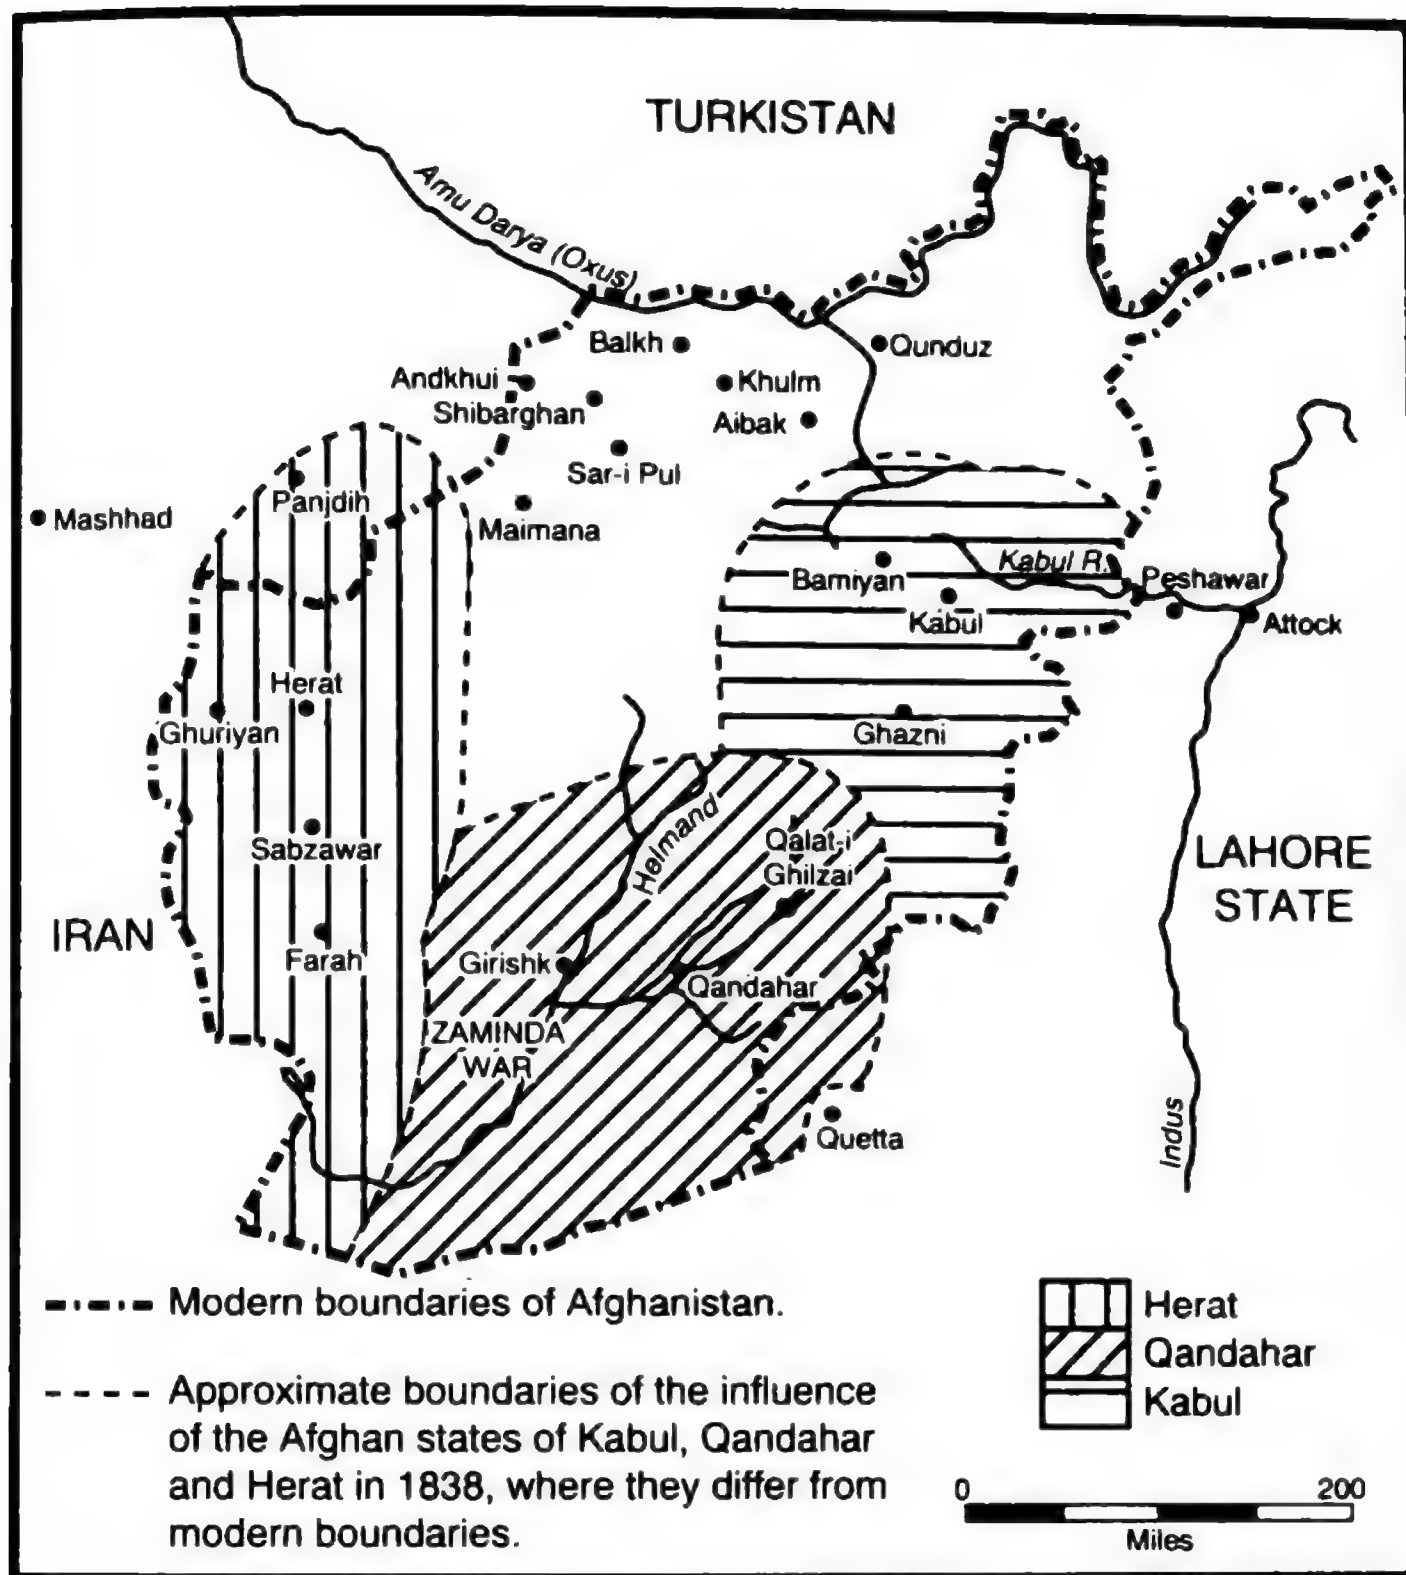 TURKISTAN
Amu Darya (Oxus)
Balkh
Qunduz
Andkhui
Khulm
Shibarghan
Aibak
Sar-i Pul
Panjdih
Mashhad
Maimana
Kabul R.
Bamiyan
Peshawar
Kabul
Attock
Herat
Ghuriyan
Ghazni
Helmand
Qalat-i
Ghilzai
Sabzawar
LAHORE
STATE
IRAN
Farah
Girishk
Qandahar
ZAMINDA
WAR
Quetta
Indus
Modern boundaries of Afghanistan.
Approximate boundaries of the influence
of the Afghan states of Kabul, Qandahar
and Herat in 1838, where they differ from
modern boundaries.
Herat
Qandahar
Kabul
0 200
Miles